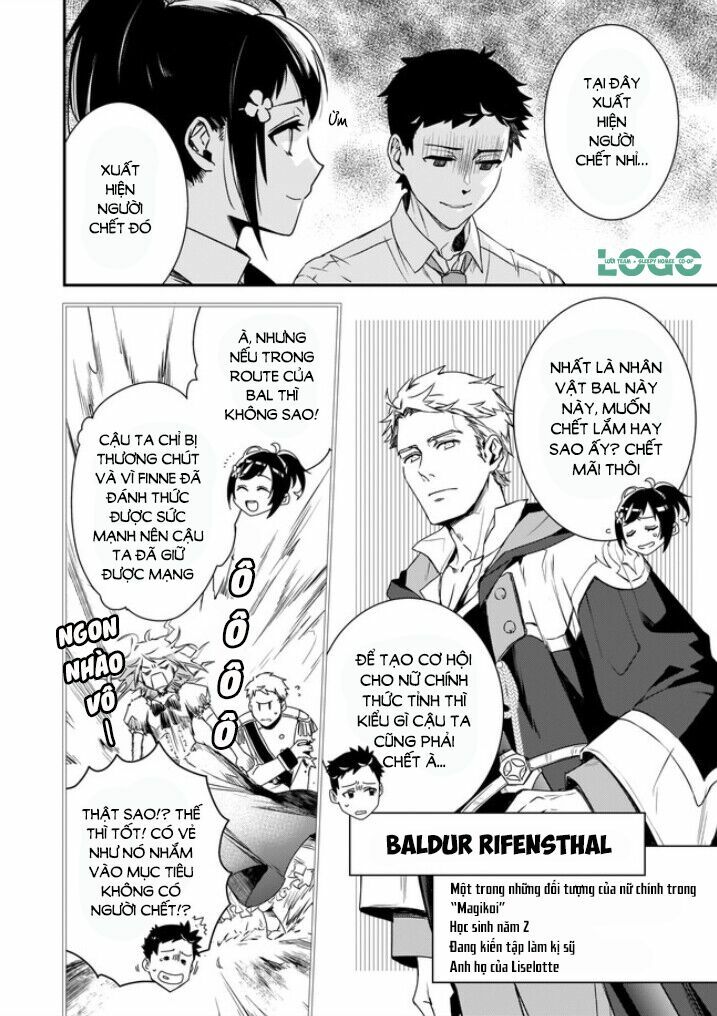 TẠI ĐÂY
XUẤT
HIỆN
NGƯỜI
CHẾT NHỈ...
ỪM
XUẤT
HIỆN
NGƯỜI
CHẾT ĐÓ
LOGO
LƯỜI TEAM + SLEEPY HOMEE CO-OP
NHẤT LÀ NHÂN
VẬT BAL NÀY
NÀY, MUỐN
CHẾT LẮM HAY
SAO ẤY? CHẾT
MÃI THÔI
ĐỂ TẠO CƠ HỘI
CHO NỮ CHÍNH
THỨC TỈNH THÌ
KIỂU GÌ CẬU TA
CŨNG PHẢI
CHẾT À...
BALDUR RIFENSTHAL
Một trong những đối tượng của nữ chính trong
"Magikoi"
Học sinh năm 2
Đang kiến tập làm kị sỹ
Anh họ của Liselotte
À, NHƯNG
NẾU TRONG
ROUTE CỦA
BAL THÌ
KHÔNG SAO!
CẬU TA CHỈ BỊ
THƯƠNG CHÚT
VÀ VÌ FINNE ĐÃ
ĐÁNH THỨC
ĐƯỢC SỨC
MẠNH NÊN CẬU
TA ĐÃ GIỮ
ĐƯỢC MẠNG
Ô
Ô
Ô
Ô
NGON
NHÀO
VÔ
THẬT SAO!? THẾ
THÌ TỐT! CÓ VẺ
NHƯ NÓ NHẮM
VÀO MỤC TIÊU
KHÔNG CÓ
NGƯỜI CHẾT!?